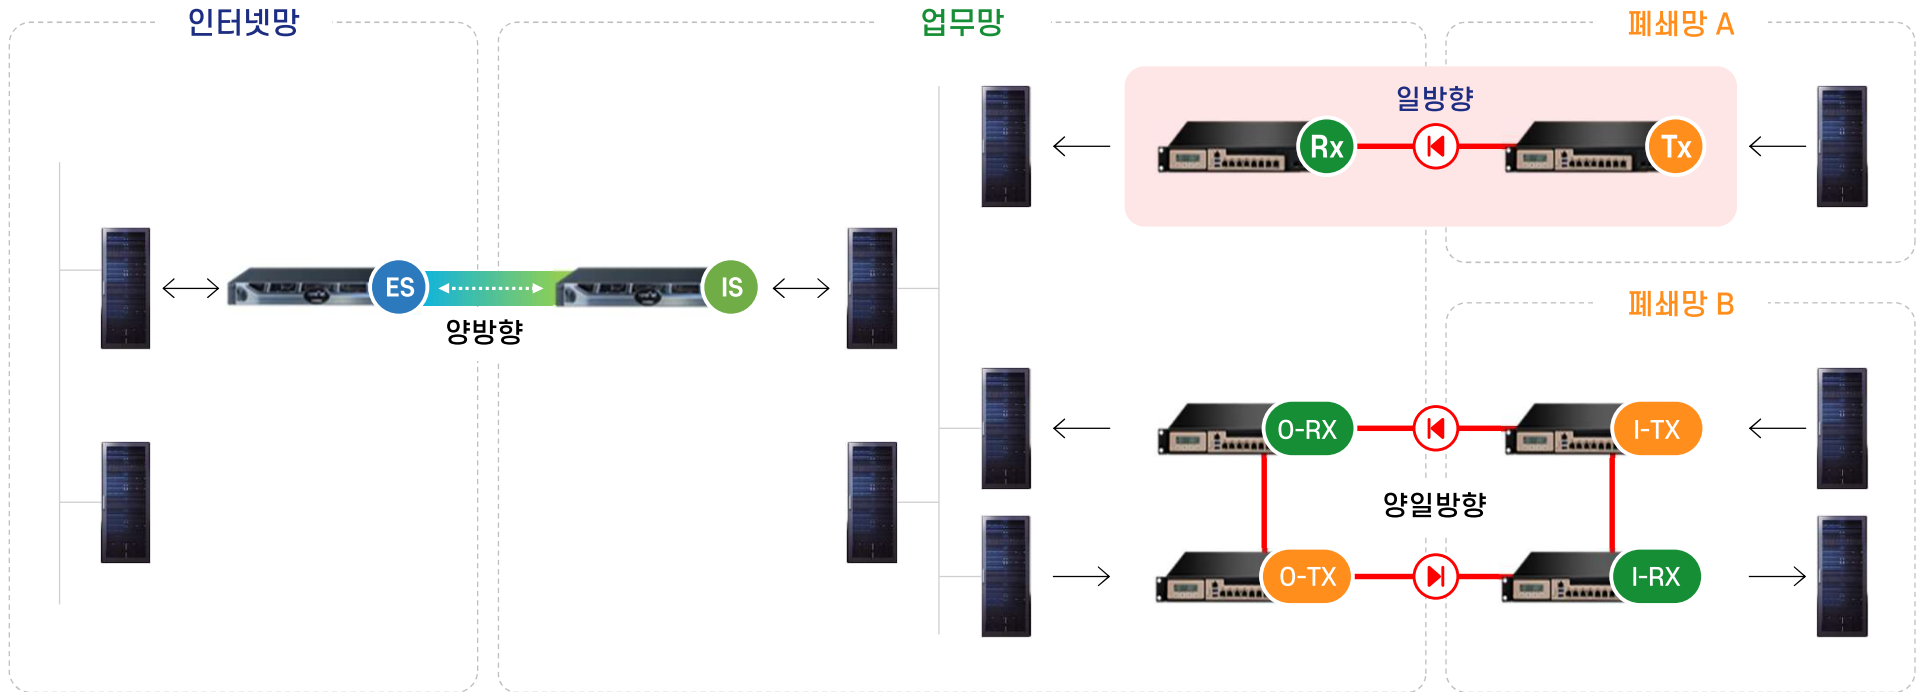 인터넷망
업무망
폐쇄망 A
일방향
Rx
Tx
ES
IS
양방향
폐쇄망 B
O-RX
I-TX
양일방향
O-TX
I-RX